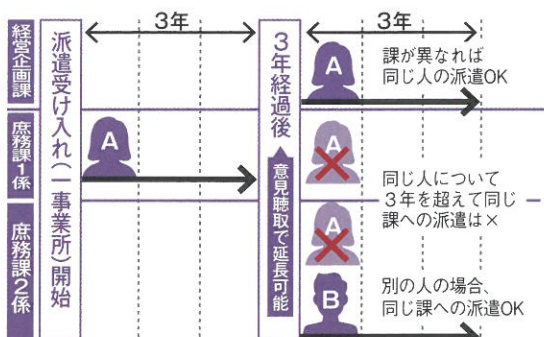 経営企画課
庶務課1係
庶務課2係
派遣受け入れ(一事業所)開始
3年
A
3年経過後
意見聴取で延長可能
3年
A
課が異なれば
同じ人の派遣OK
A
A
同じ人について
3年を超えて同じ
課への派遣は×
B
別の人の場合、
同じ課への派遣OK